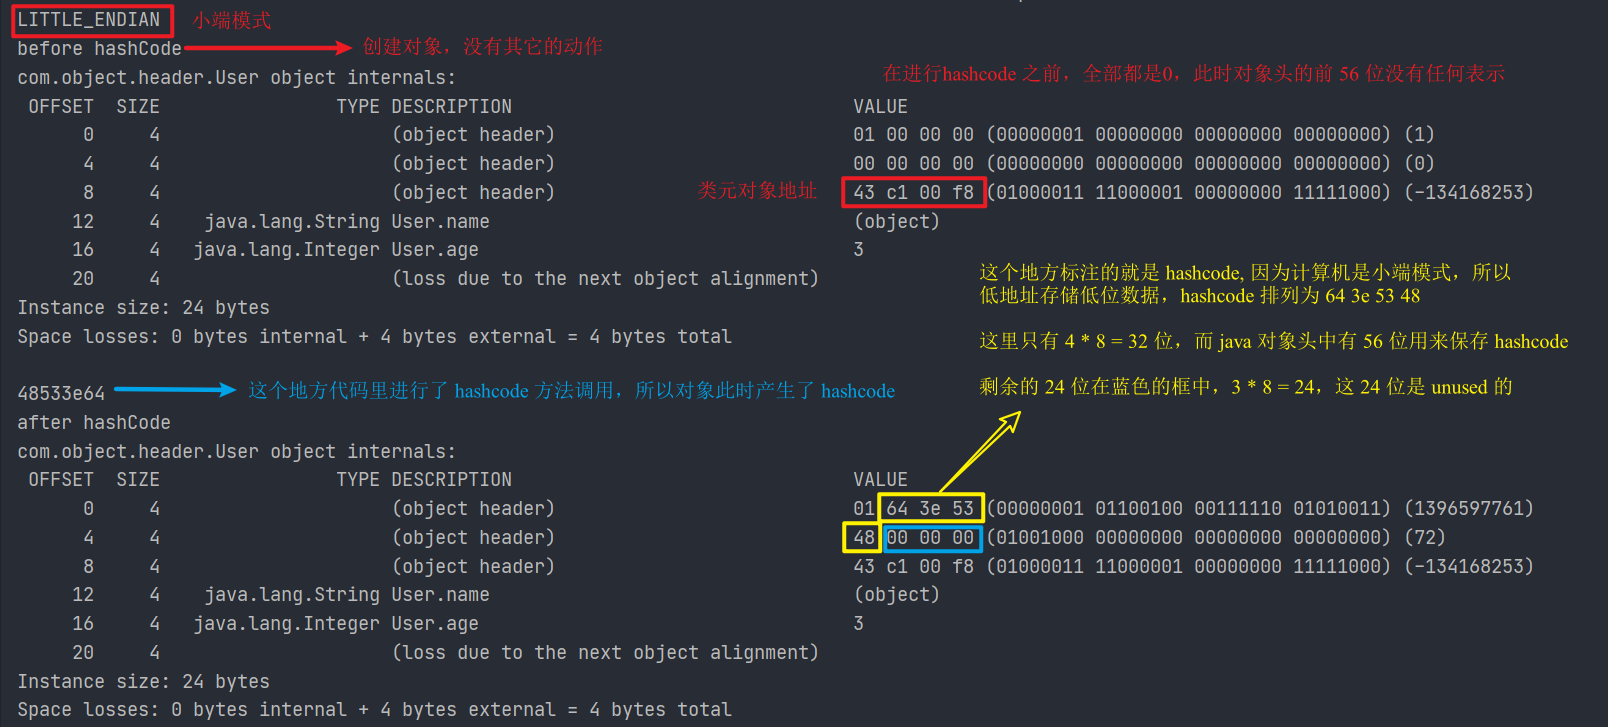 LITTLE_ENDIAN 小端模式
before hashCode 创建对象，没有其它的动作
com.object.header.User object internals: 在进行hashcode 之前，全部都是0，此时对象头的前 56 位没有任何表示
OFFSET SIZE TYPE DESCRIPTION VALUE
0 4 (object header) 01 00 00 00 (00000001 00000000 00000000 00000000) (1)
4 4 (object header) 00 00 00 00 (00000000 00000000 00000000 00000000) (0)
8 4 (object header) 类元对象地址 43 c1 00 f8 (01000011 11000001 00000000 11111000) (-134168253)
12 4 java.lang.String User.name (object)
16 4 java.lang.Integer User.age 3
20 4 (loss due to the next object alignment)
Instance size: 24 bytes
Space losses: 0 bytes internal + 4 bytes external = 4 bytes total
这个地方标注的就是 hashcode, 因为计算机是小端模式，所以
低地址存储低位数据，hashcode 排列为 64 3e 53 48
这里只有 4 * 8 = 32 位，而 java 对象头中有 56 位用来保存 hashcode
剩余的 24 位在蓝色的框中，3 * 8 = 24，这 24 位是 unused 的
48533e64 这个地方代码里进行了 hashcode 方法调用，所以对象此时产生了 hashcode
after hashCode
com.object.header.User object internals:
OFFSET SIZE TYPE DESCRIPTION VALUE
0 4 (object header) 01 64 3e 53 (00000001 01100100 00111110 01010011) (1396597761)
4 4 (object header) 48 00 00 00 (01001000 00000000 00000000 00000000) (72)
8 4 (object header) 43 c1 00 f8 (01000011 11000001 00000000 11111000) (-134168253)
12 4 java.lang.String User.name (object)
16 4 java.lang.Integer User.age 3
20 4 (loss due to the next object alignment)
Instance size: 24 bytes
Space losses: 0 bytes internal + 4 bytes external = 4 bytes total